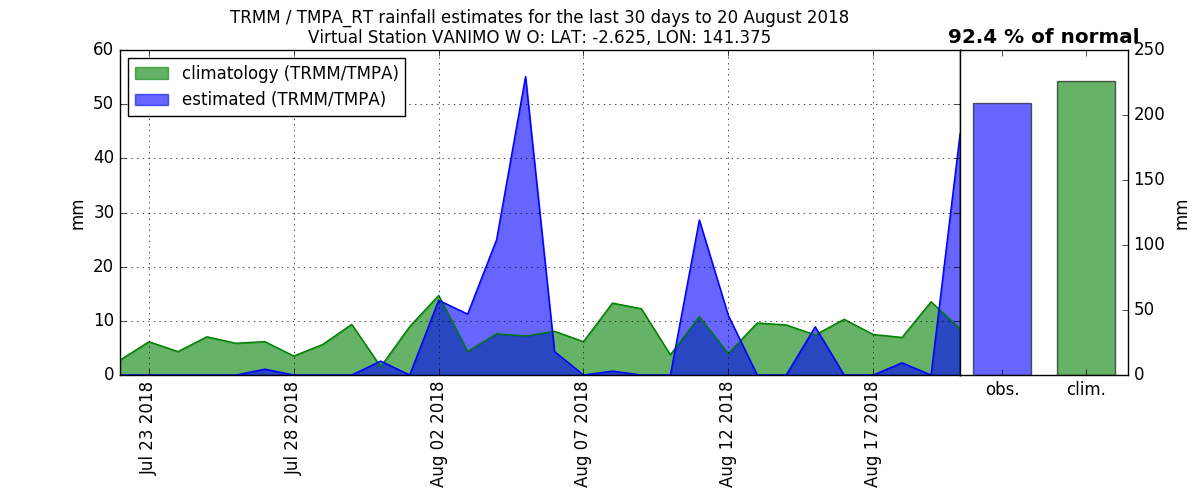 TRMM / TMPA_RT rainfall estimates for the last 30 days to 20 August 2018
Virtual Station VANIMO W O: LAT: -2.625, LON: 141.375
92.4 % of normal
climatology (TRMM/TMPA)
estimated (TRMM/TMPA)
60
50
40
30
20
10
0
mm
250
200
150
100
50
0
mm
obs.
clim.
Jul 23 2018
Jul 28 2018
Aug 02 2018
Aug 07 2018
Aug 12 2018
Aug 17 2018